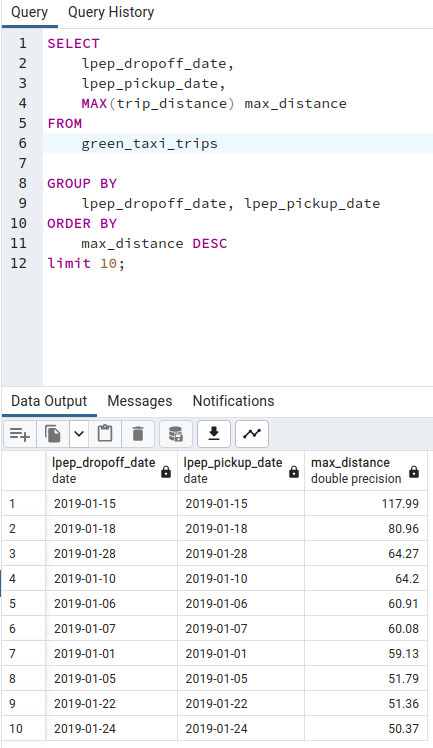 Query Query History
1 SELECT
2 lpep_dropoff_date,
3 lpep_pickup_date,
4 MAX(trip_distance) max_distance
5 FROM
6 green_taxi_trips
7
8 GROUP BY
9 lpep_dropoff_date, lpep_pickup_date
10 ORDER BY
11 max_distance DESC
12 limit 10;
Data Output Messages Notifications
lpep_dropoff_date lpep_pickup_date max_distance
date date double precision
1 2019-01-15 2019-01-15 117.99
2 2019-01-18 2019-01-18 80.96
3 2019-01-28 2019-01-28 64.27
4 2019-01-10 2019-01-10 64.2
5 2019-01-06 2019-01-06 60.91
6 2019-01-07 2019-01-07 60.08
7 2019-01-01 2019-01-01 59.13
8 2019-01-05 2019-01-05 51.79
9 2019-01-22 2019-01-22 51.36
10 2019-01-24 2019-01-24 50.37